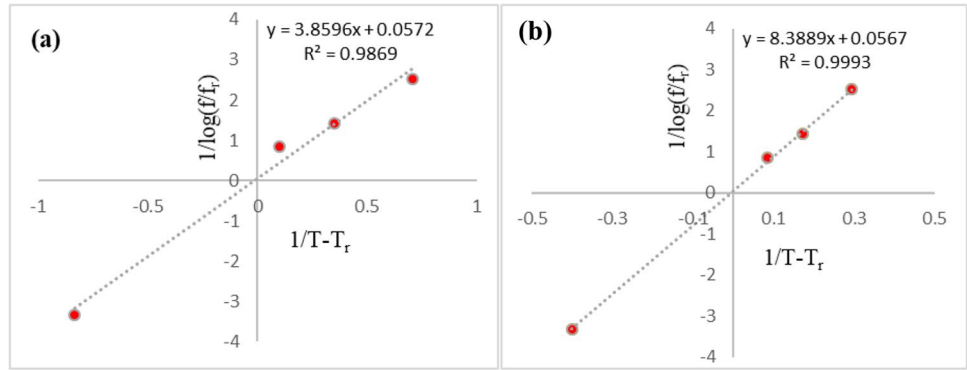 (a)
y = 3.8596x + 0.0572
R² = 0.9869
1/log(f/fr)
4
3
2
1
0
-1
-2
-3
-4
-1
-0.5
0
0.5
1
1/T-Tr
(b)
y = 8.3889x + 0.0567
R² = 0.9993
1/log(f/fr)
4
3
2
1
0
-1
-2
-3
-4
-0.5
-0.3
-0.1
0.1
0.3
0.5
1/T-Tr